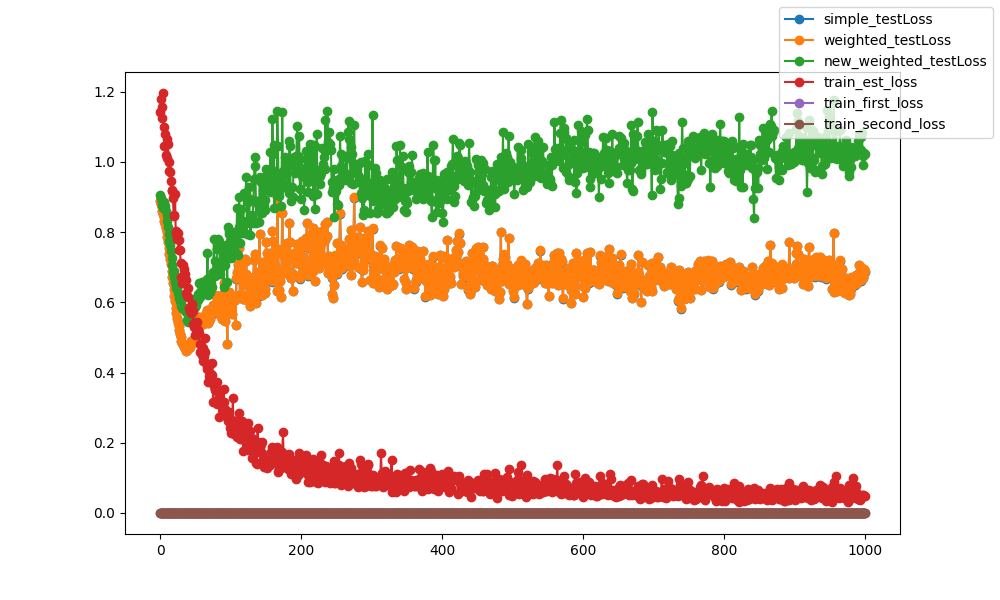 simple_testLoss
weighted_testLoss
new_weighted_testLoss
train_est_loss
train_first_loss
train_second_loss
1.2
1.0
0.8
0.6
0.4
0.2
0.0
0 200 400 600 800 1000